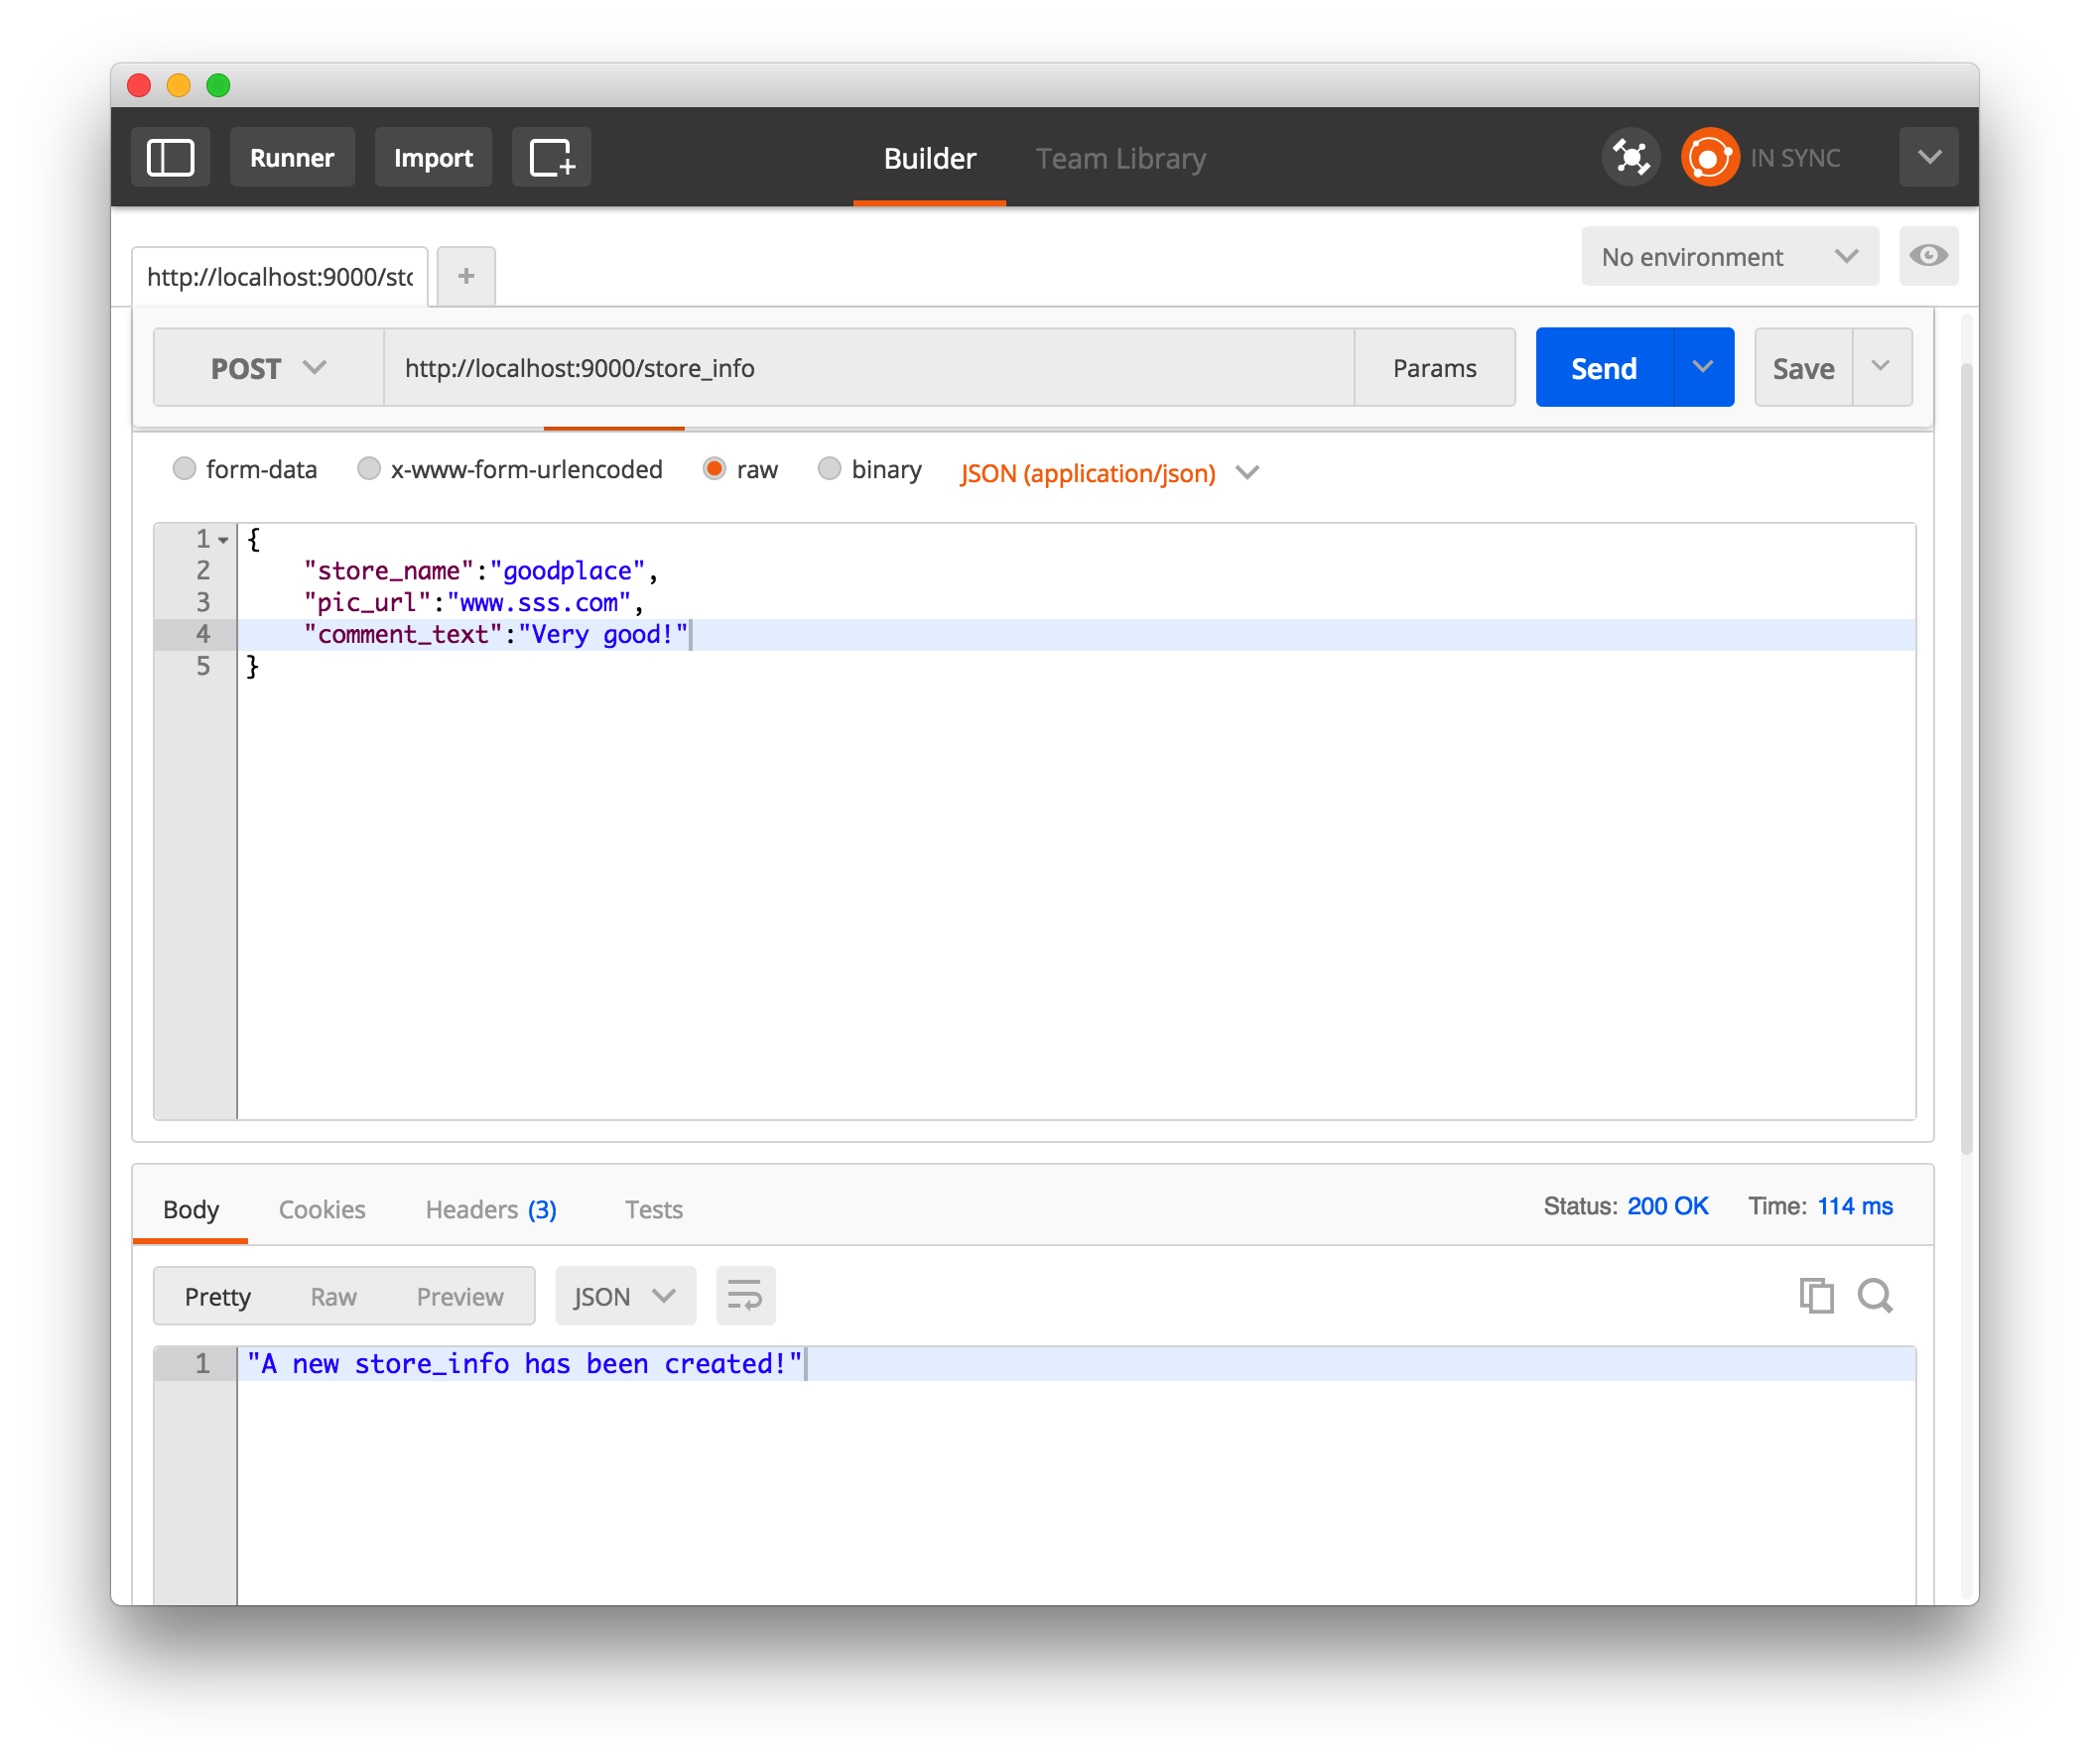 Runner Import Builder Team Library IN SYNC
http://localhost:9000/sto + No environment
POST http://localhost:9000/store_info Params Send Save
form-data x-www-form-urlencoded raw binary JSON (application/json)
1 {
2 "store_name":"goodplace",
3 "pic_url":"www.sss.com",
4 "comment_text":"Very good!"
5 }
Body Cookies Headers (3) Tests Status: 200 OK Time: 114 ms
Pretty Raw Preview JSON
1 "A new store_info has been created!"